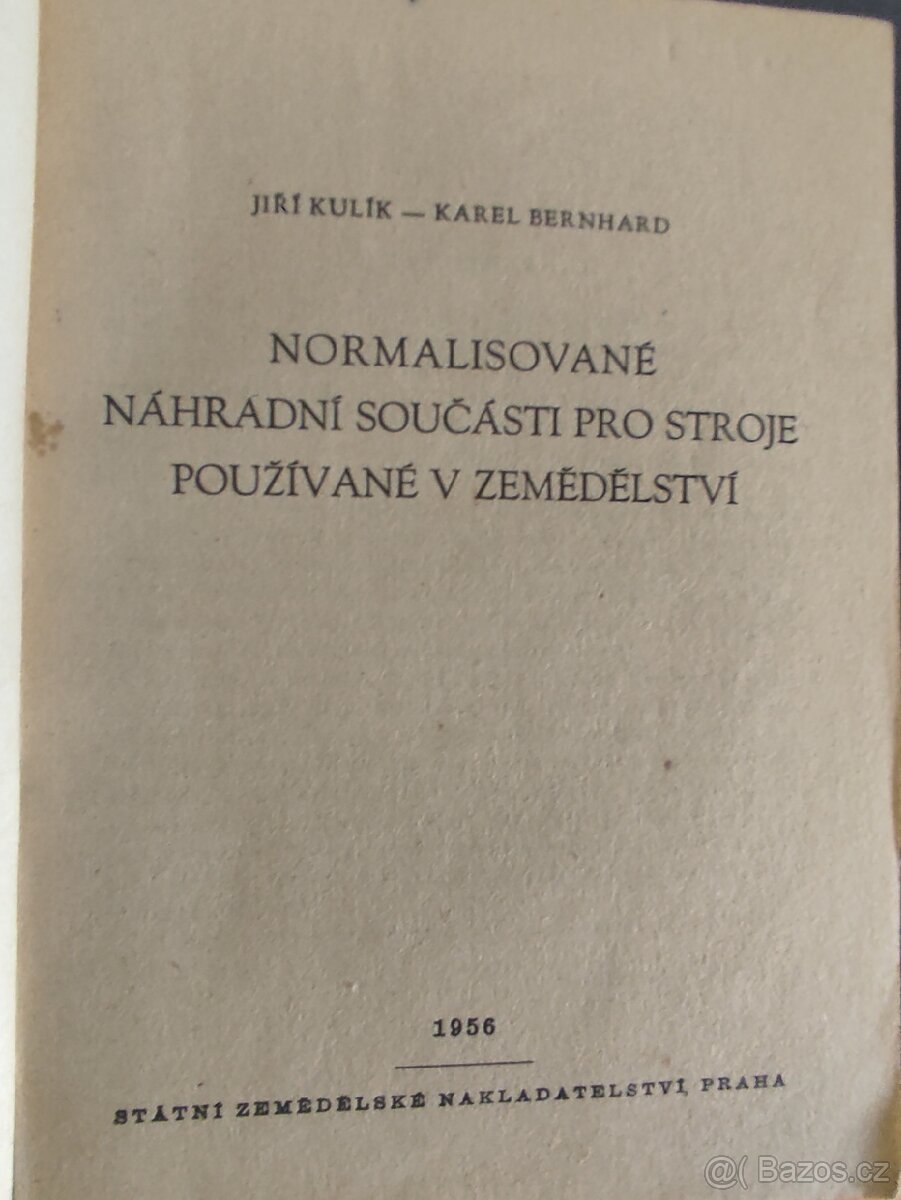 JIŘÍ KULÍK — KAREL BERNHARD
NORMALISOVANÉ
NÁHRADNÍ SOUČÁSTI PRO STROJE
POUŽÍVANÉ V ZEMĚDĚLSTVÍ
1956
STÁTNÍ ZEMĚDĚLSKÉ NAKLADATELSTVÍ, PRAHA
@( Bazos.cz